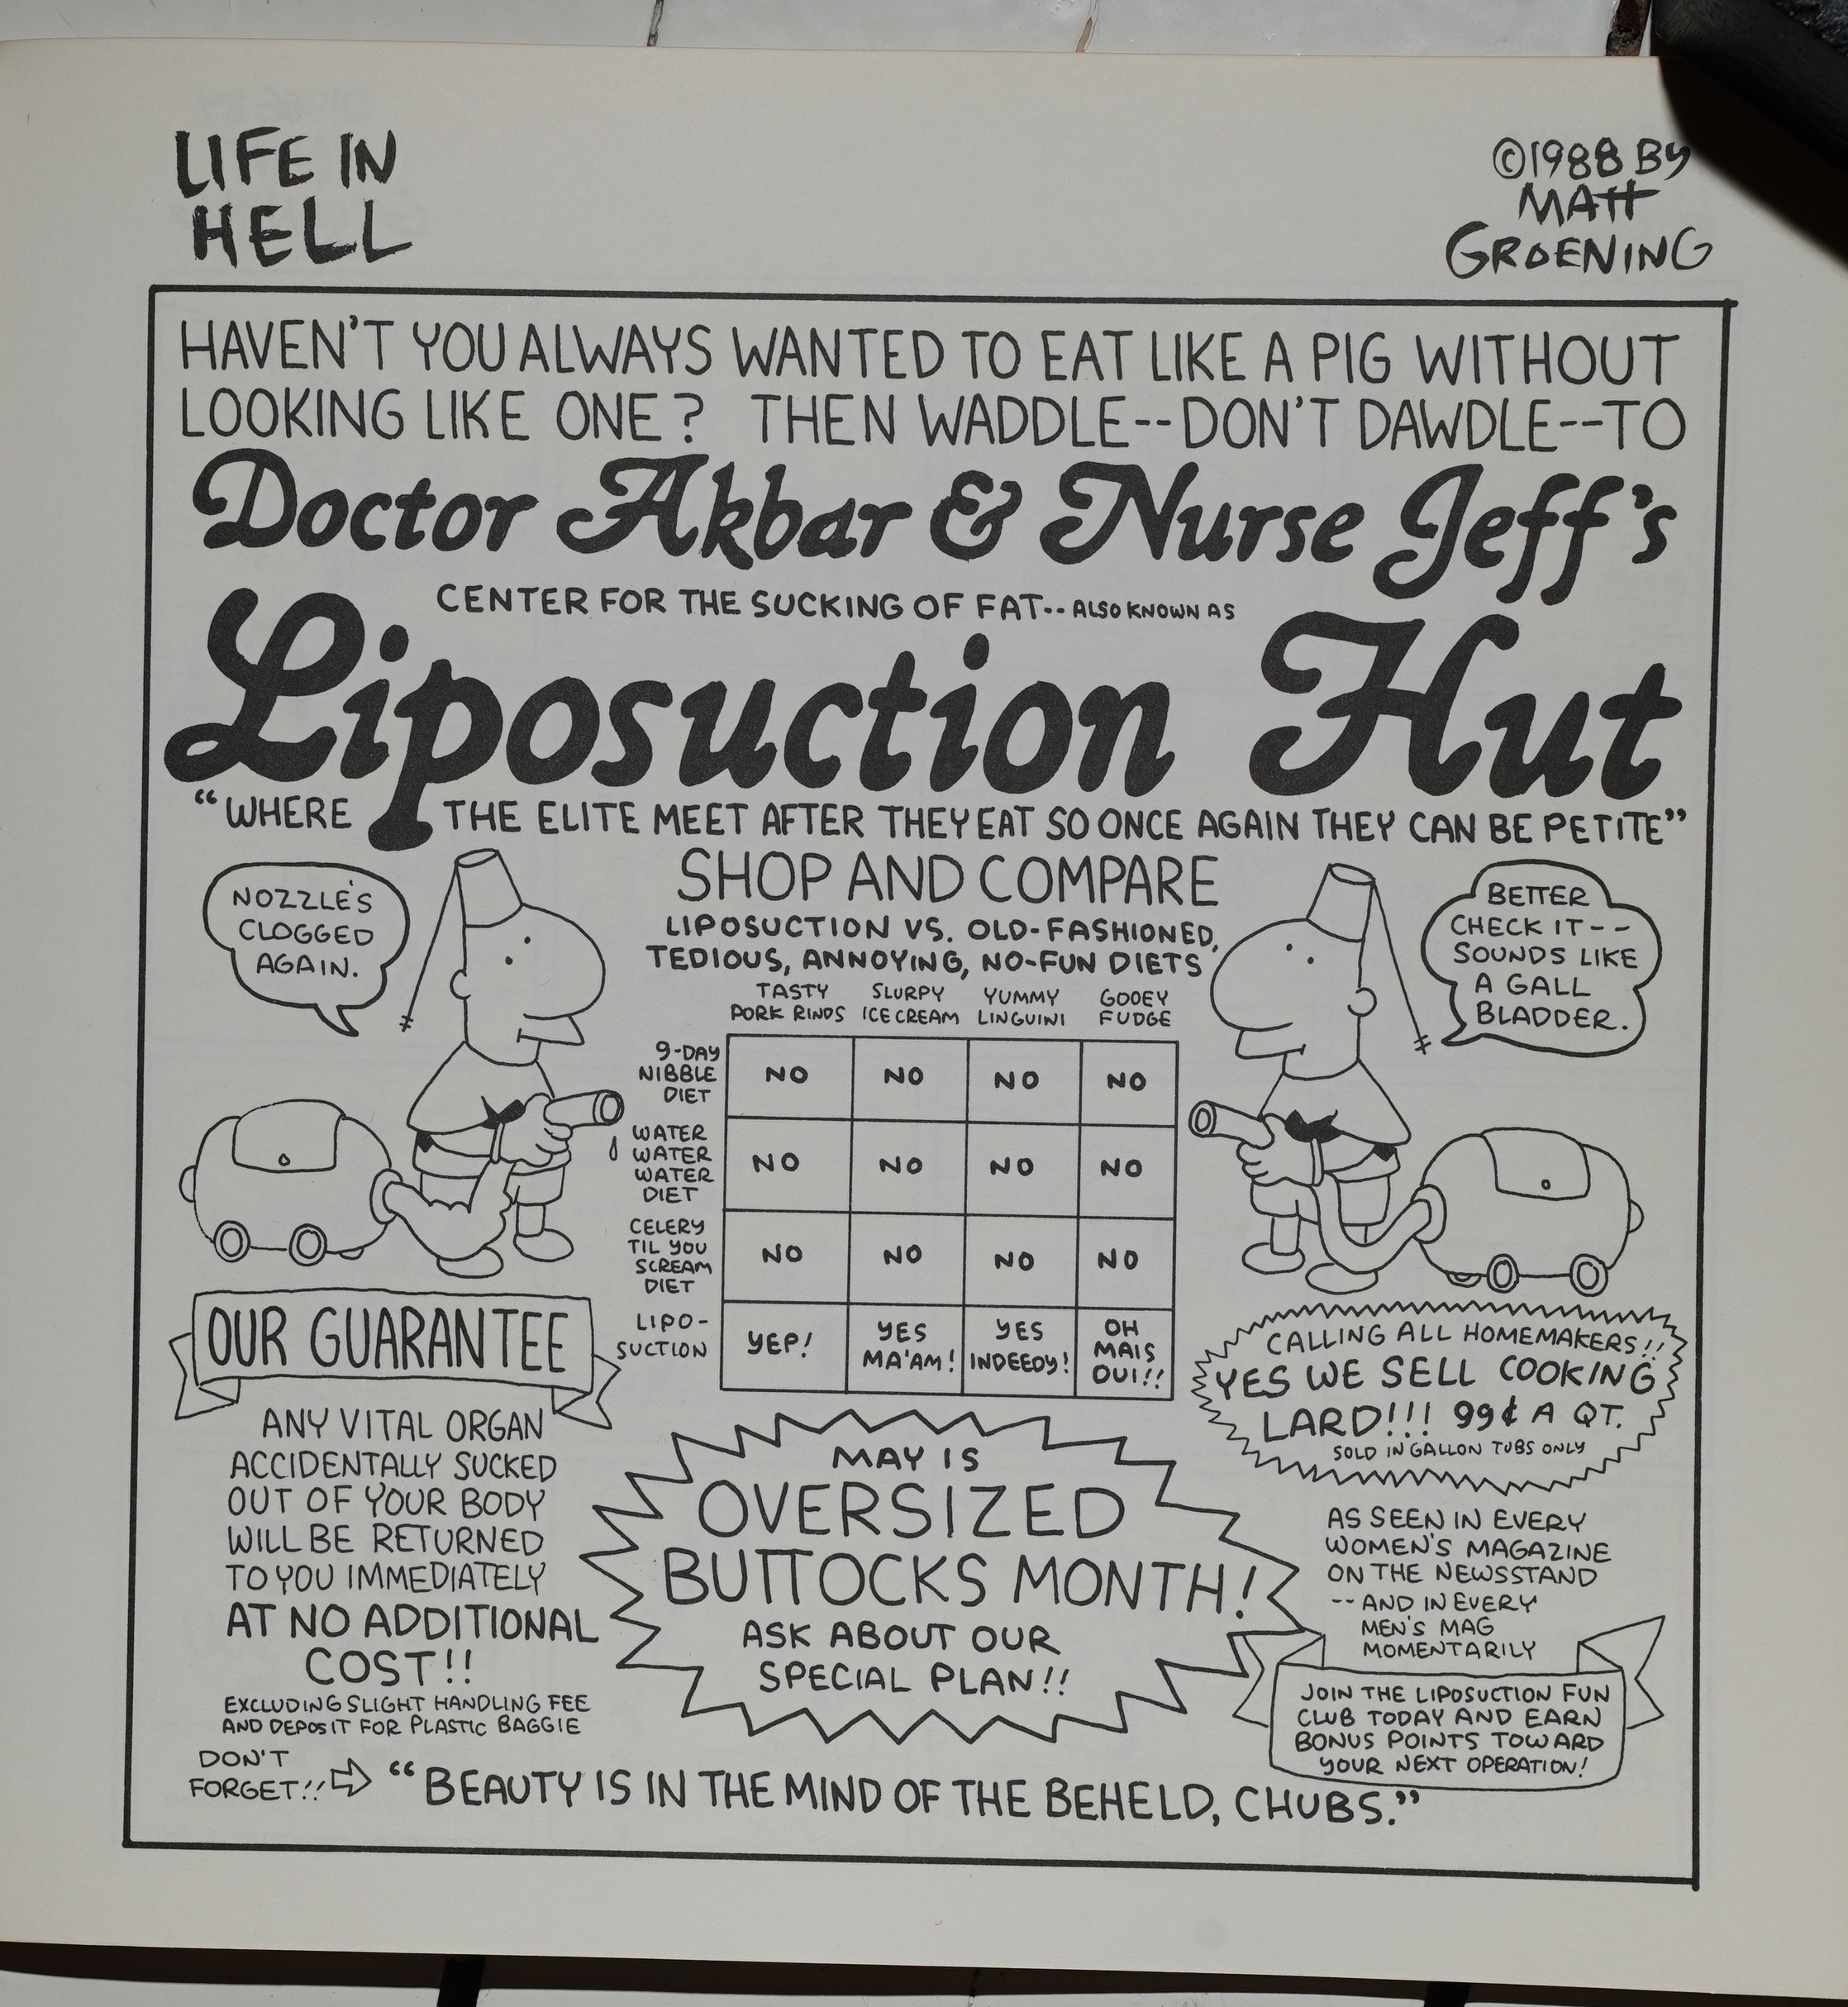 LIFE IN
HELL
©1988 BY
MATT
GROENING
HAVEN'T YOU ALWAYS WANTED TO EAT LIKE A PIG WITHOUT
LOOKING LIKE ONE? THEN WADDLE--DON'T DAWDLE--TO
Doctor Akbar & Nurse Jeff's
CENTER FOR THE SUCKING OF FAT-- ALSO KNOWN AS
Liposuction Hut
"WHERE THE ELITE MEET AFTER THEY EAT SO ONCE AGAIN THEY CAN BE PETITE"
NOZZLE'S
CLOGGED
AGAIN.
SHOP AND COMPARE
LIPOSUCTION VS. OLD-FASHIONED,
TEDIOUS, ANNOYING, NO-FUN DIETS
BETTER
CHECK IT--
SOUNDS LIKE
A GALL
BLADDER.
TASTY
PORK RINDS
SLURPY
ICE CREAM
YUMMY
LINGUINI
GOOEY
FUDGE
9-DAY
NIBBLE
DIET
NO NO NO NO
WATER
WATER
WATER
DIET
NO NO NO NO
CELERY
TIL YOU
SCREAM
DIET
NO NO NO NO
LIPO-
SUCTION
YEP!
YES
MA'AM!
YES
INDEEDY!
OH
MAIS
OUI!!
OUR GUARANTEE
ANY VITAL ORGAN
ACCIDENTALLY SUCKED
OUT OF YOUR BODY
WILL BE RETURNED
TO YOU IMMEDIATELY
AT NO ADDITIONAL
COST!!
EXCLUDING SLIGHT HANDLING FEE
AND DEPOSIT FOR PLASTIC BAGGIE
MAY IS
OVERSIZED
BUTTOCKS MONTH!
ASK ABOUT OUR
SPECIAL PLAN!!
CALLING ALL HOMEMAKERS!!
YES WE SELL COOKING
LARD!!! 99¢ A QT.
SOLD IN GALLON TUBS ONLY
AS SEEN IN EVERY
WOMEN'S MAGAZINE
ON THE NEWSSTAND
-- AND IN EVERY
MEN'S MAG
MOMENTARILY
JOIN THE LIPOSUCTION FUN
CLUB TODAY AND EARN
BONUS POINTS TOWARD
YOUR NEXT OPERATION!
DON'T
FORGET!!
"BEAUTY IS IN THE MIND OF THE BEHELD, CHUBS."